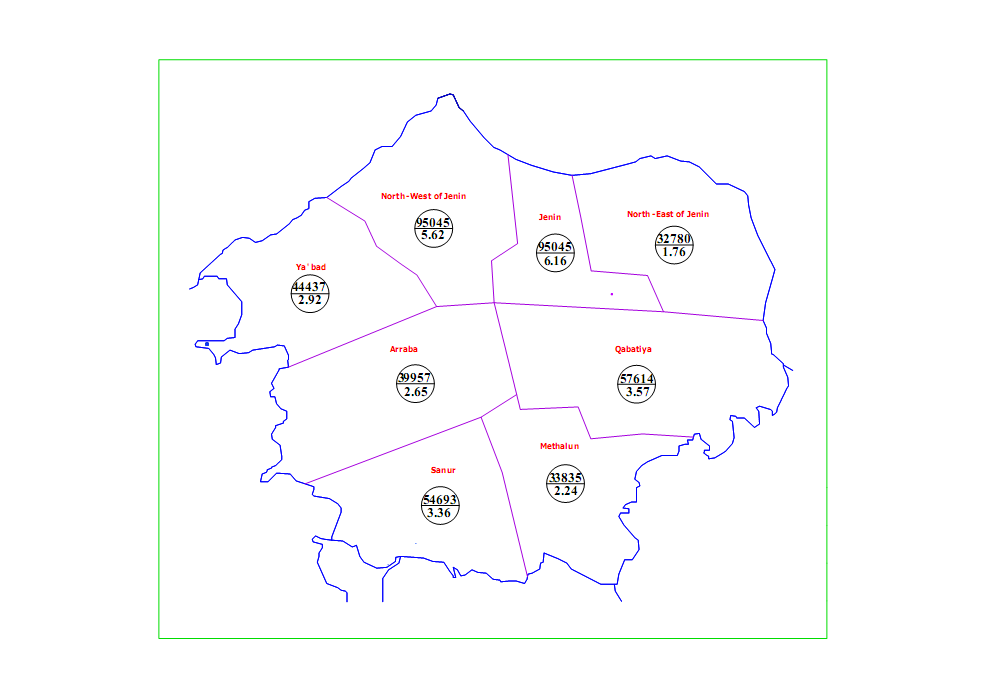 North-West of Jenin
95045
5.62
Jenin
95045
6.16
North-East of Jenin
32780
1.76
Ya'bad
44437
2.92
Arraba
39957
2.65
Qabatiya
57614
3.57
Methalun
33835
2.24
Sanur
54693
3.36